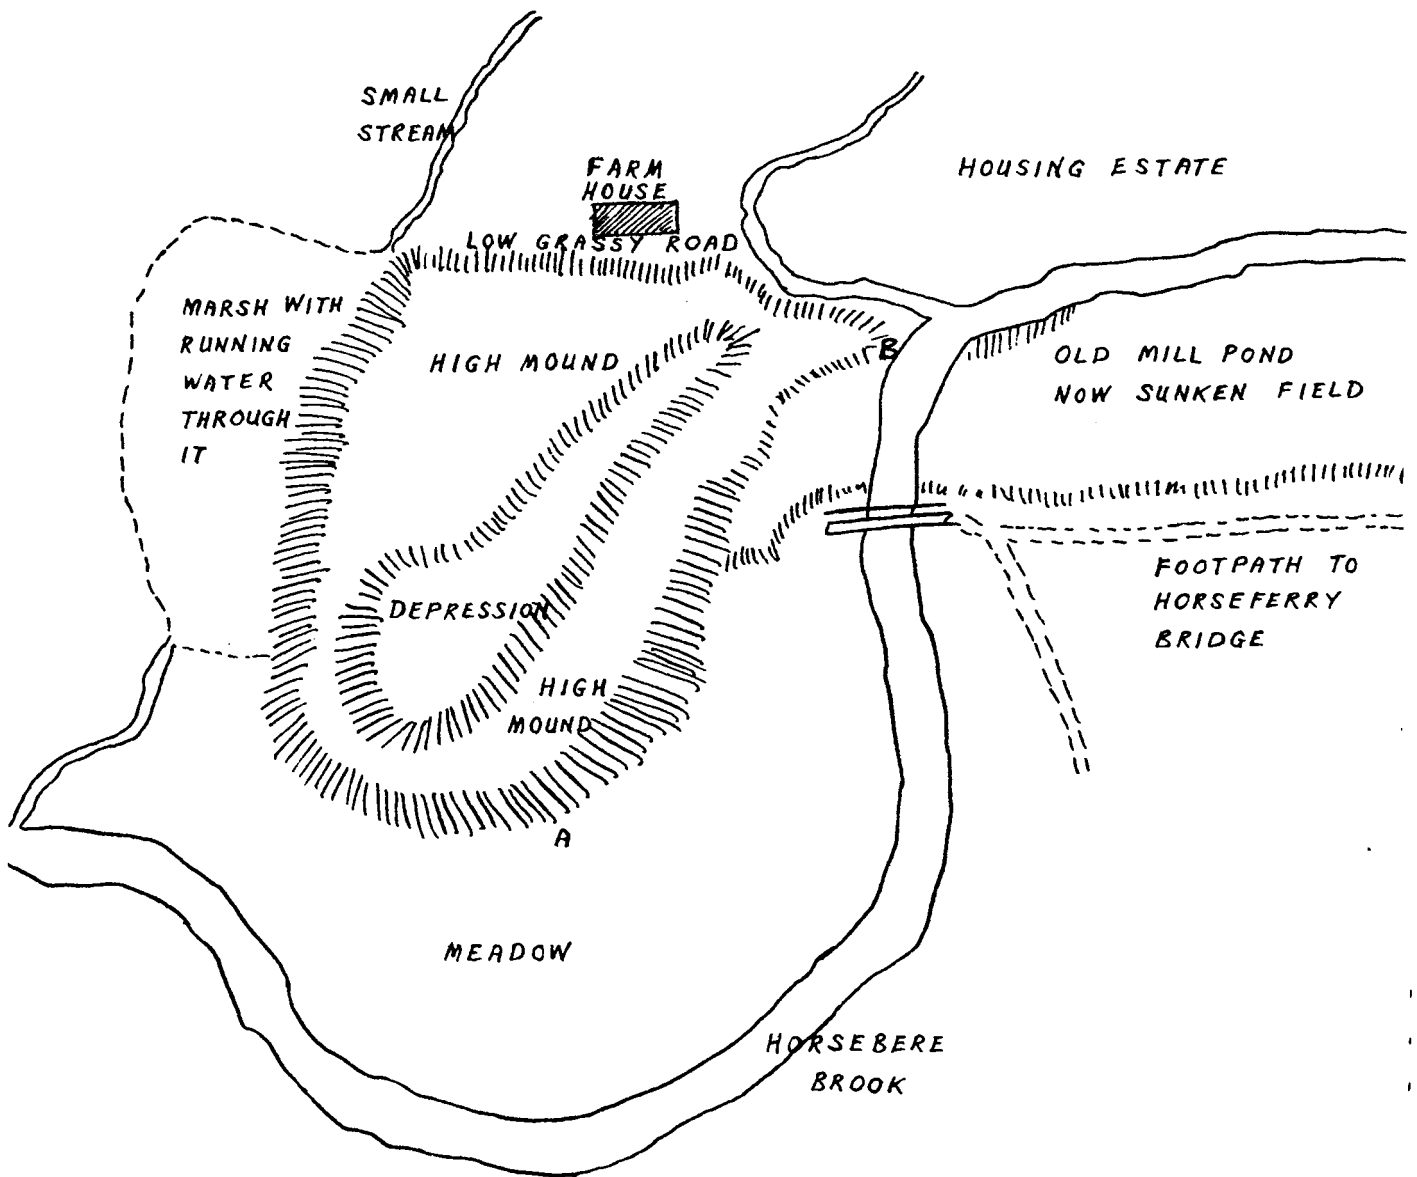 SMALL
STREAM
FARM
HOUSE
HOUSING ESTATE
LOW GRASSY ROAD
MARSH WITH
RUNNING
WATER
THROUGH
IT
HIGH MOUND
B
OLD MILL POND
NOW SUNKEN FIELD
FOOTPATH TO
HORSEFERRY
BRIDGE
DEPRESSION
HIGH
MOUND
A
MEADOW
HORSEBERE
BROOK